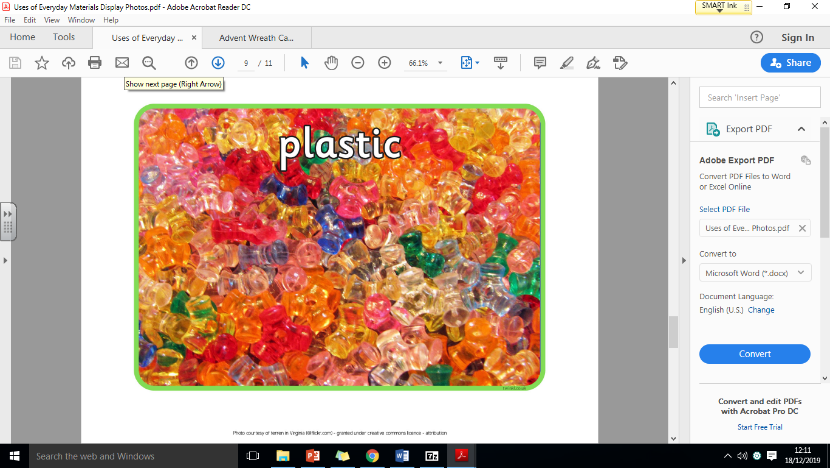 Uses of Everyday Materials Display Photos.pdf - Adobe Acrobat Reader DC
SMART Ink
File Edit View Window Help
Home Tools Uses of Everyday ... × Advent Wreath Ca... Sign In
9 / 11 66.1% Share
Show next page (Right Arrow)
plastic
Search 'Insert Page'
Export PDF
Adobe Export PDF
Convert PDF Files to Word
or Excel Online
Select PDF File
Uses of Eve... Photos.pdf
Convert to
Microsoft Word (*.docx)
Document Language:
English (U.S.) Change
Convert
Convert and edit PDFs
with Acrobat Pro DC
Start Free Trial
Search the web and Windows
12:11
18/12/2019